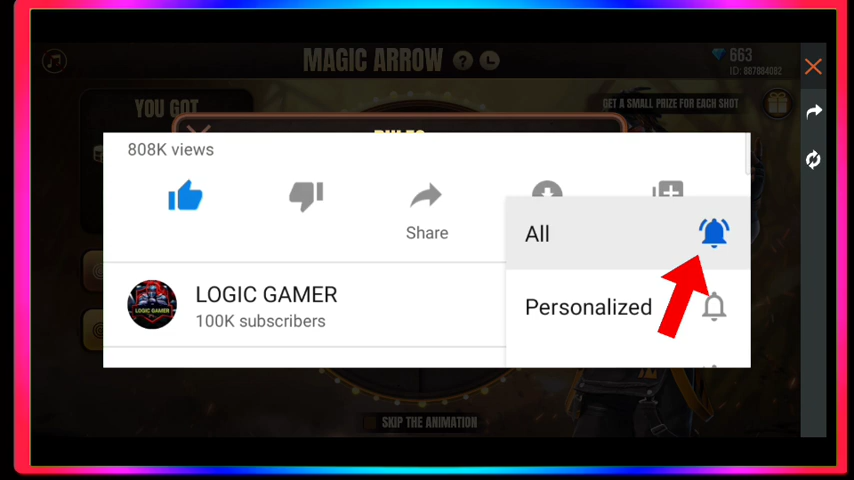 MAGIC ARROW ? L
663
ID: 887884082
YOU GOT
GET A SMALL PRIZE FOR EACH SHOT
RULES
808K views
Share
All
LOGIC GAMER
LOGIC GAMER
100K subscribers
Personalized
SKIP THE ANIMATION